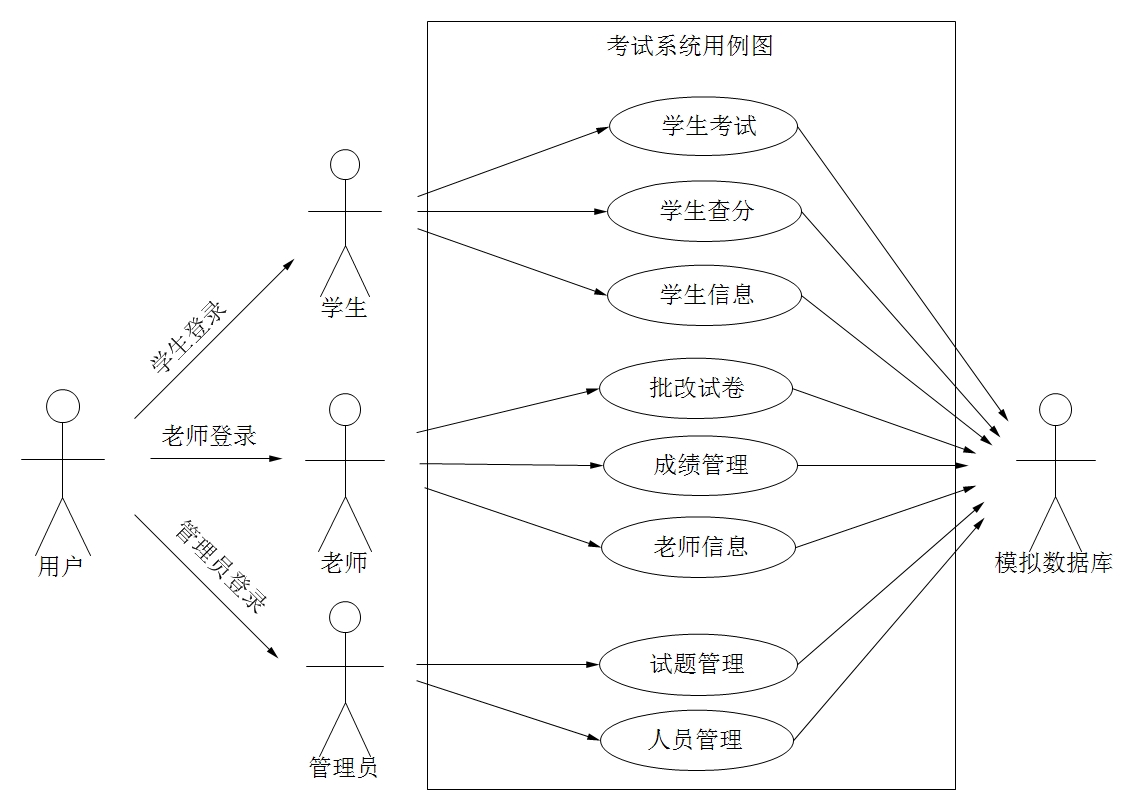 考试系统用例图
学生考试
学生查分
学生信息
学生
学生登录
批改试卷
老师登录
成绩管理
老师信息
用户
老师
模拟数据库
管理员登录
试题管理
人员管理
管理员